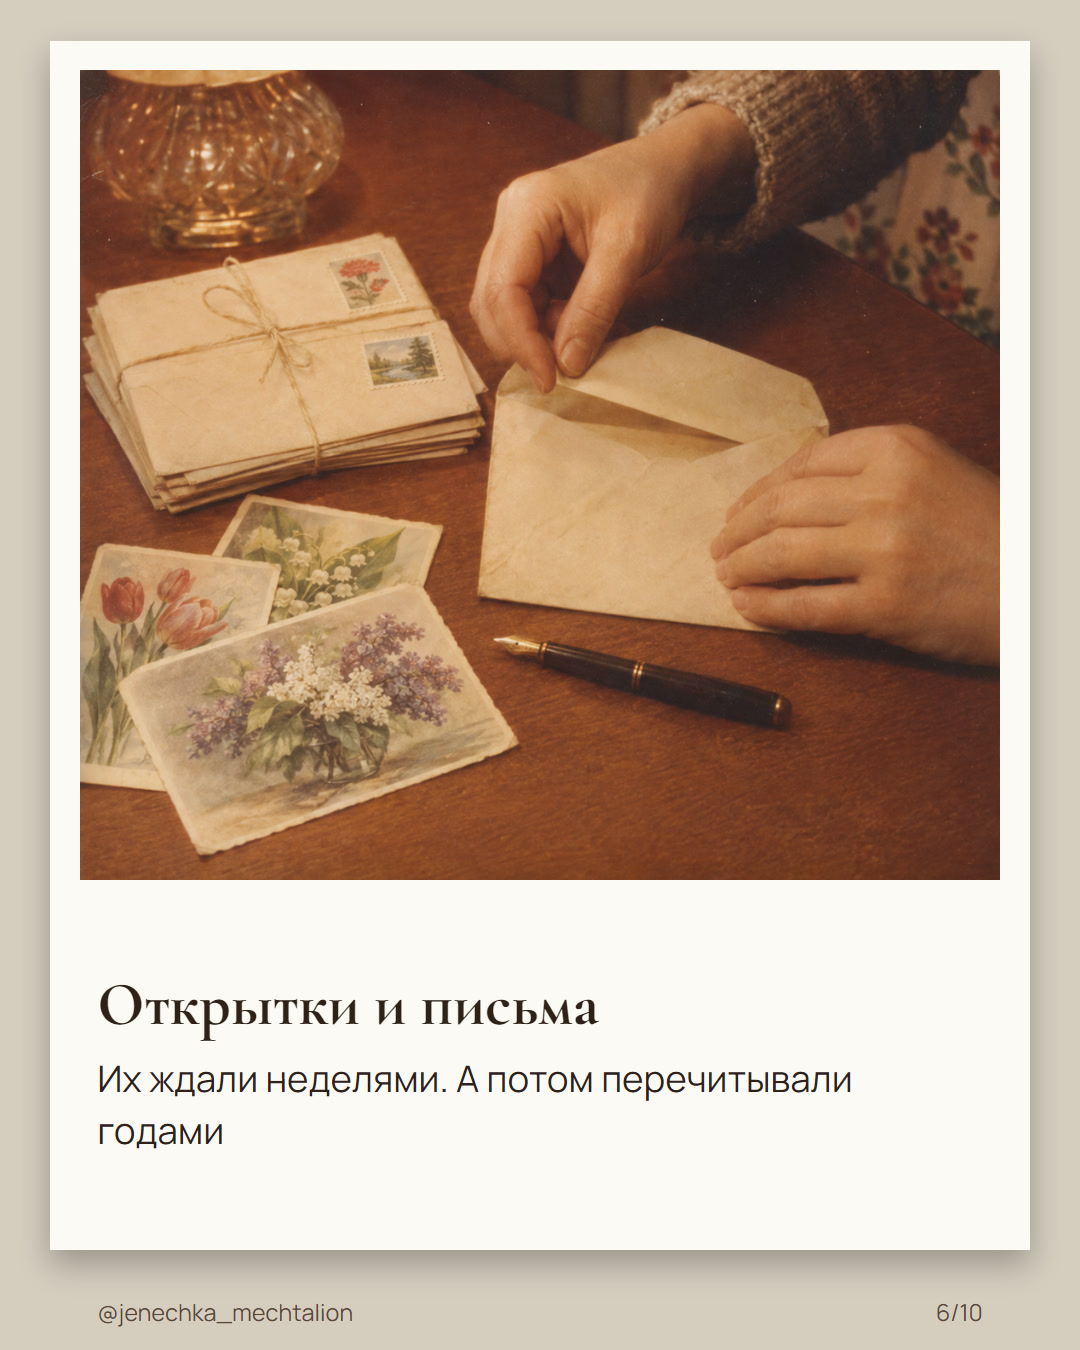 Открытки и письма
Их ждали неделями. А потом перечитывали
годами
@jenechka_mechtalion
6/10